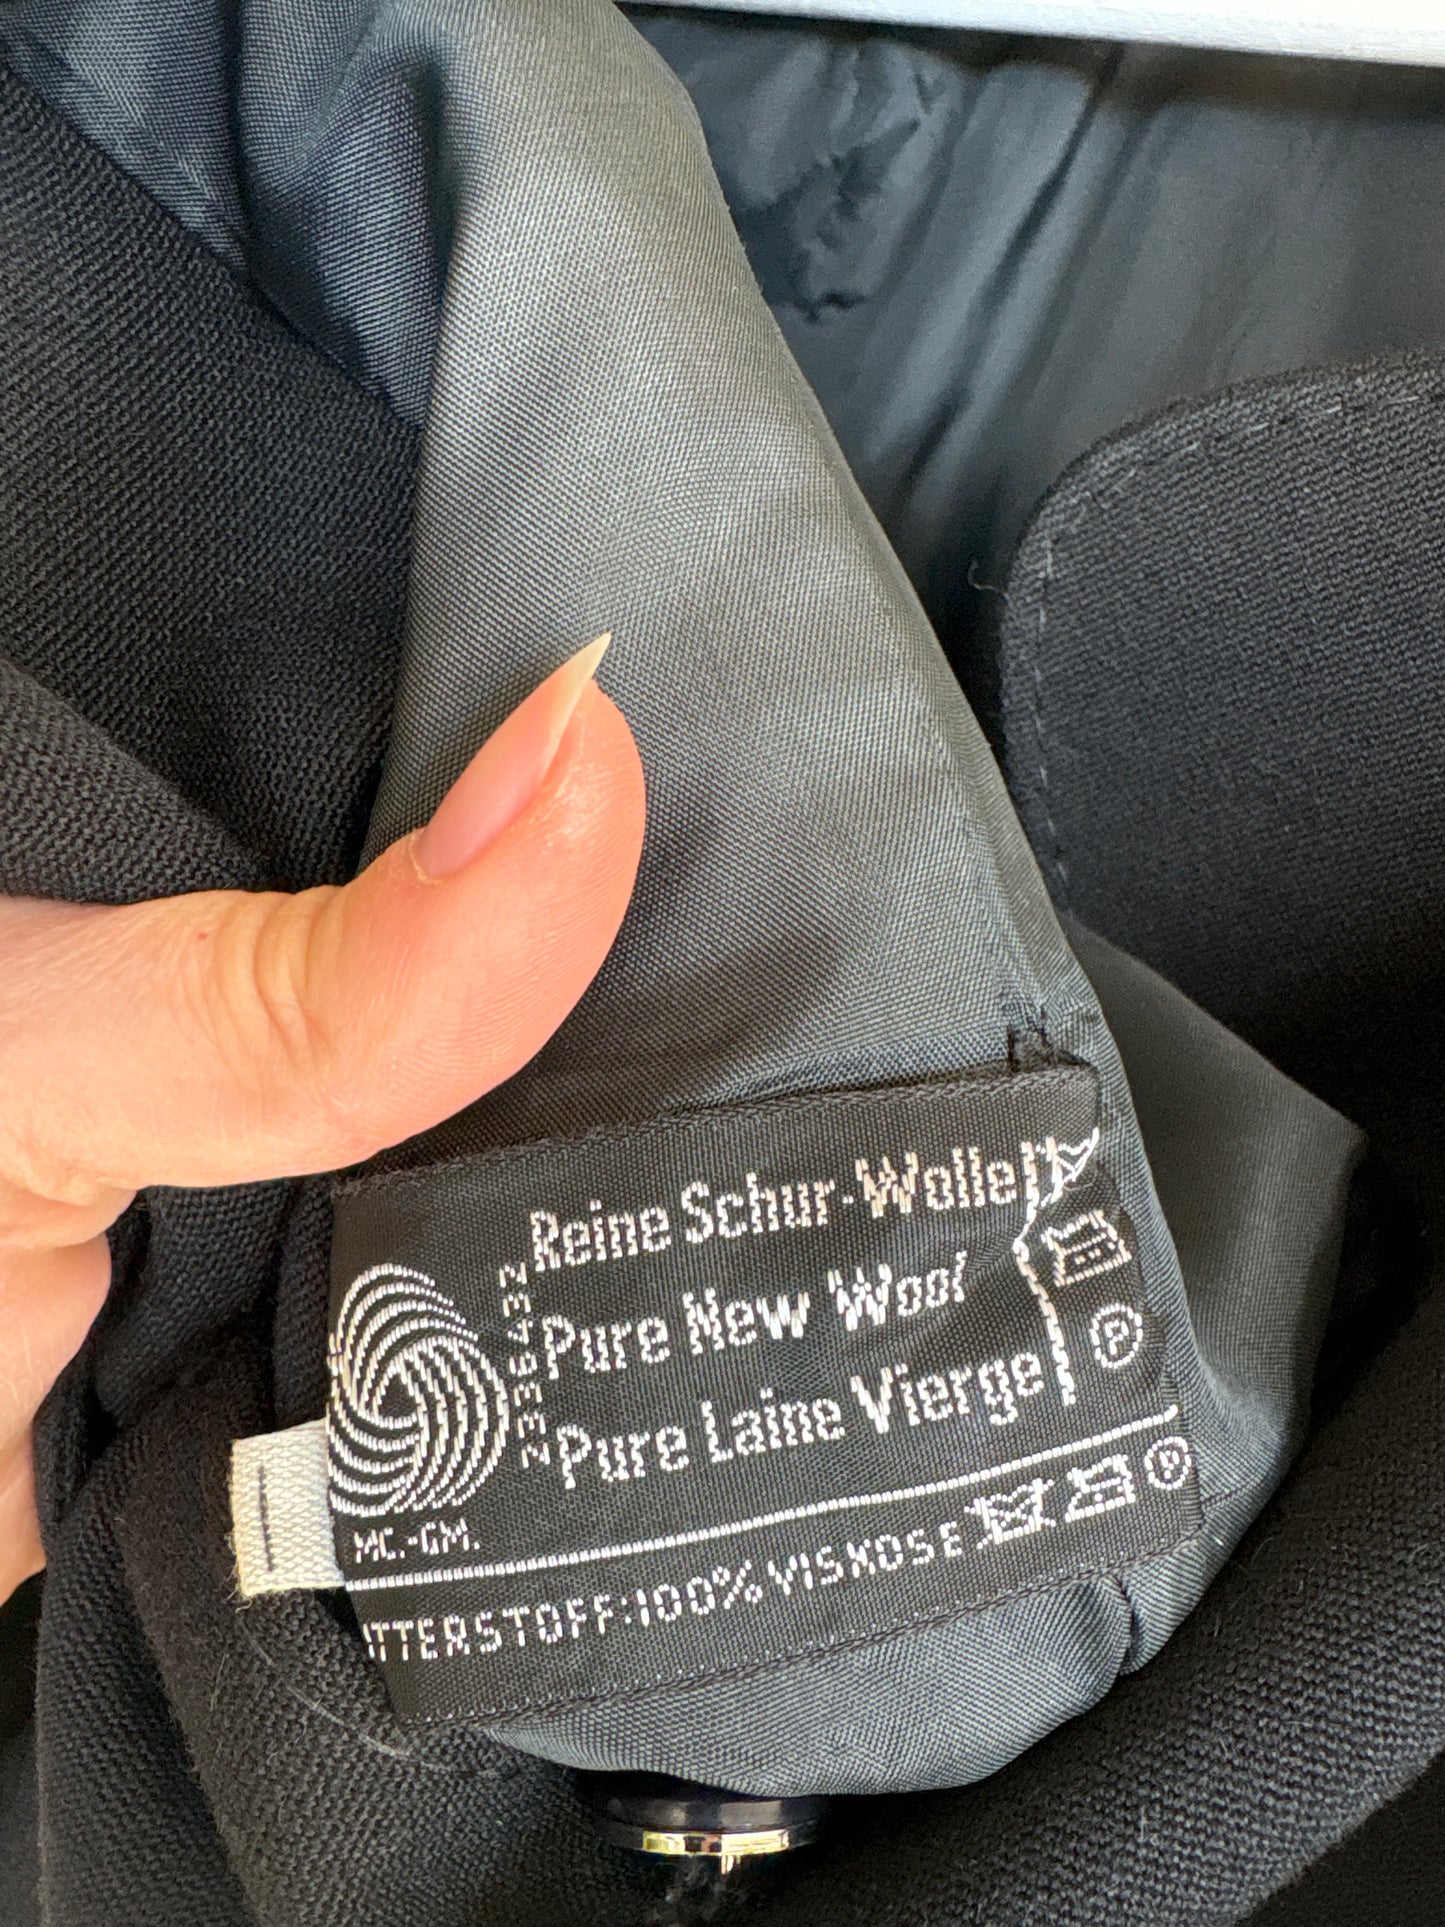 Reine Schur-Wolle
Pure New Wool
Pure Laine Vierge
MC.-GM.
TTERSTOFF:100% VISKOSE
P
P